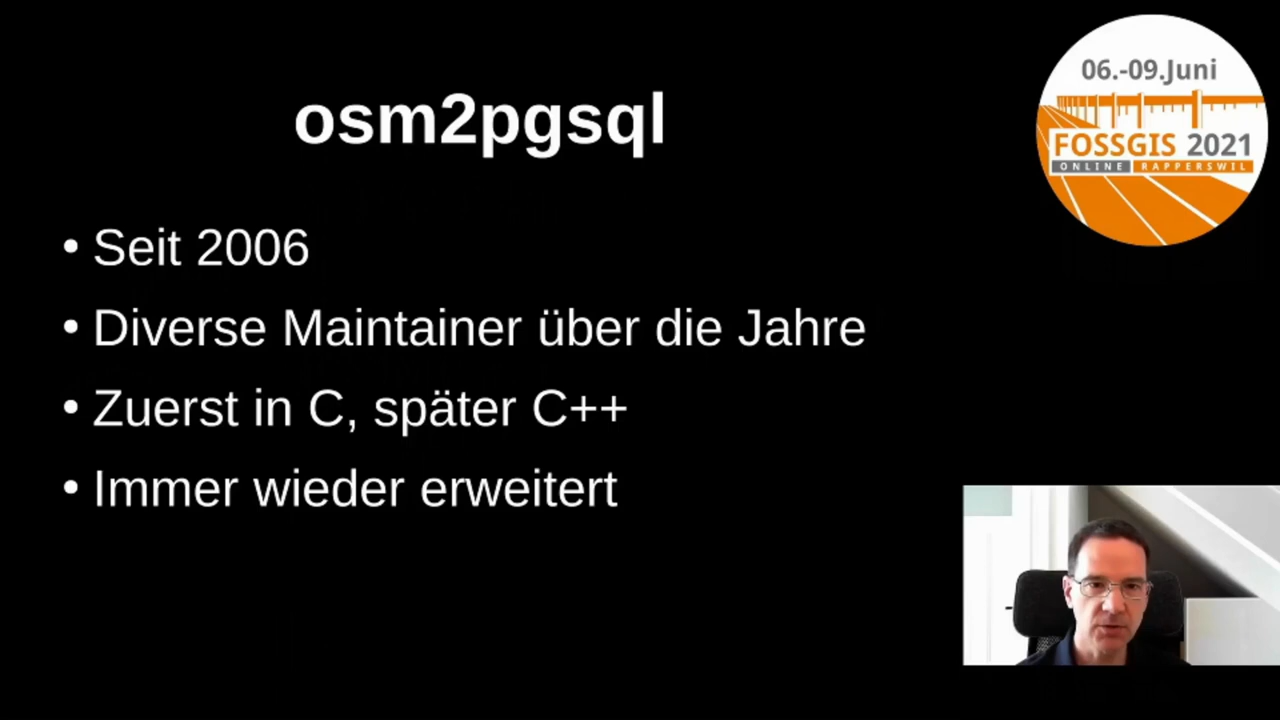 osm2pgsql
• Seit 2006
• Diverse Maintainer über die Jahre
• Zuerst in C, später C++
• Immer wieder erweitert
06.-09.Juni
FOSSGIS 2021
ONLINE RAPPERSWIL